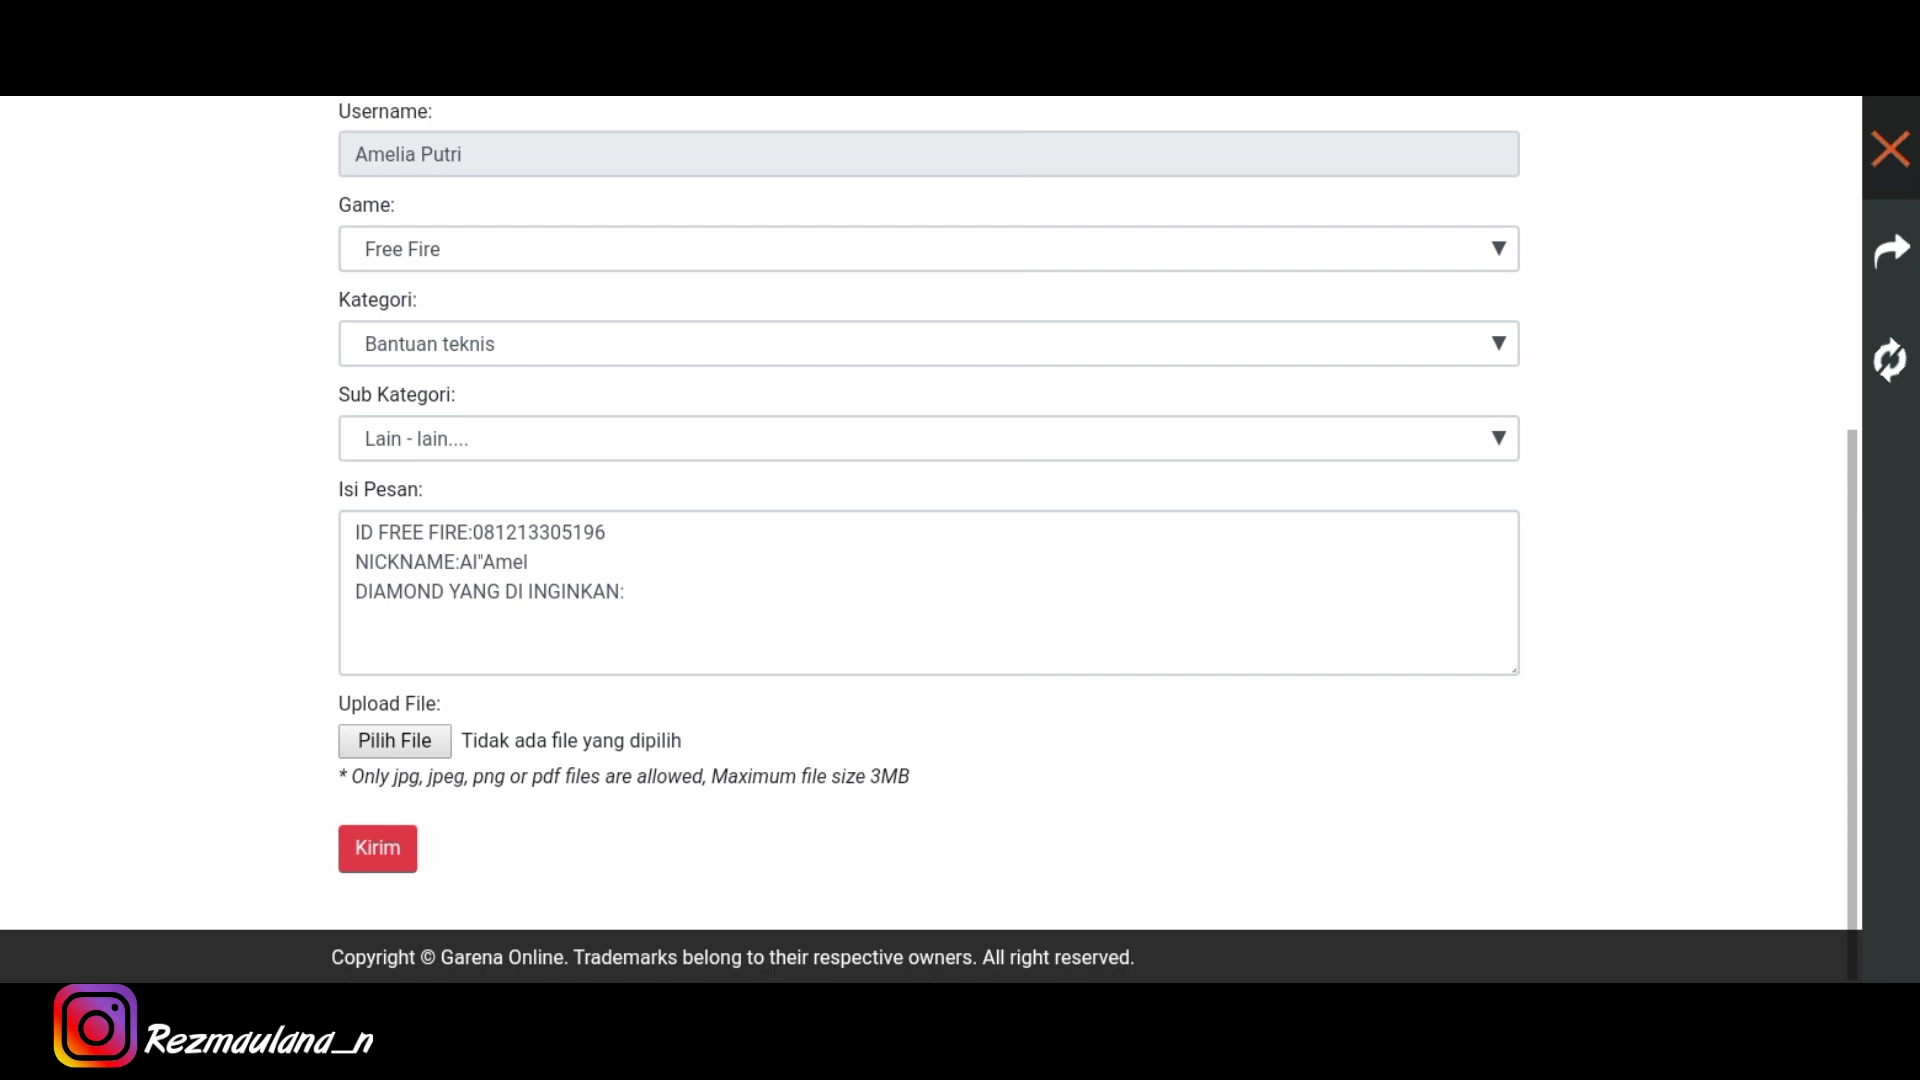 Username:
Amelia Putri
Game:
Free Fire
Kategori:
Bantuan teknis
Sub Kategori:
Lain - lain....
Isi Pesan:
ID FREE FIRE:081213305196
NICKNAME:Al"Amel
DIAMOND YANG DI INGINKAN:
Upload File:
Pilih File Tidak ada file yang dipilih
* Only jpg, jpeg, png or pdf files are allowed, Maximum file size 3MB
Kirim
Copyright © Garena Online. Trademarks belong to their respective owners. All right reserved.
Rezmaulana_n